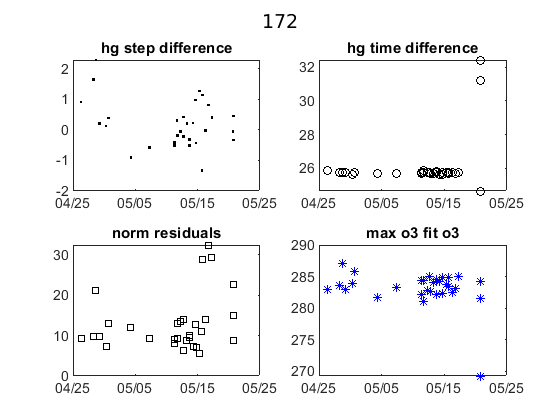 172
hg step difference
2
1
0
-1
-2
04/25 05/05 05/15 05/25
hg time difference
32
30
28
26
04/25 05/05 05/15 05/25
norm residuals
30
20
10
0
04/25 05/05 05/15 05/25
max o3 fit o3
290
285
280
275
270
04/25 05/05 05/15 05/25